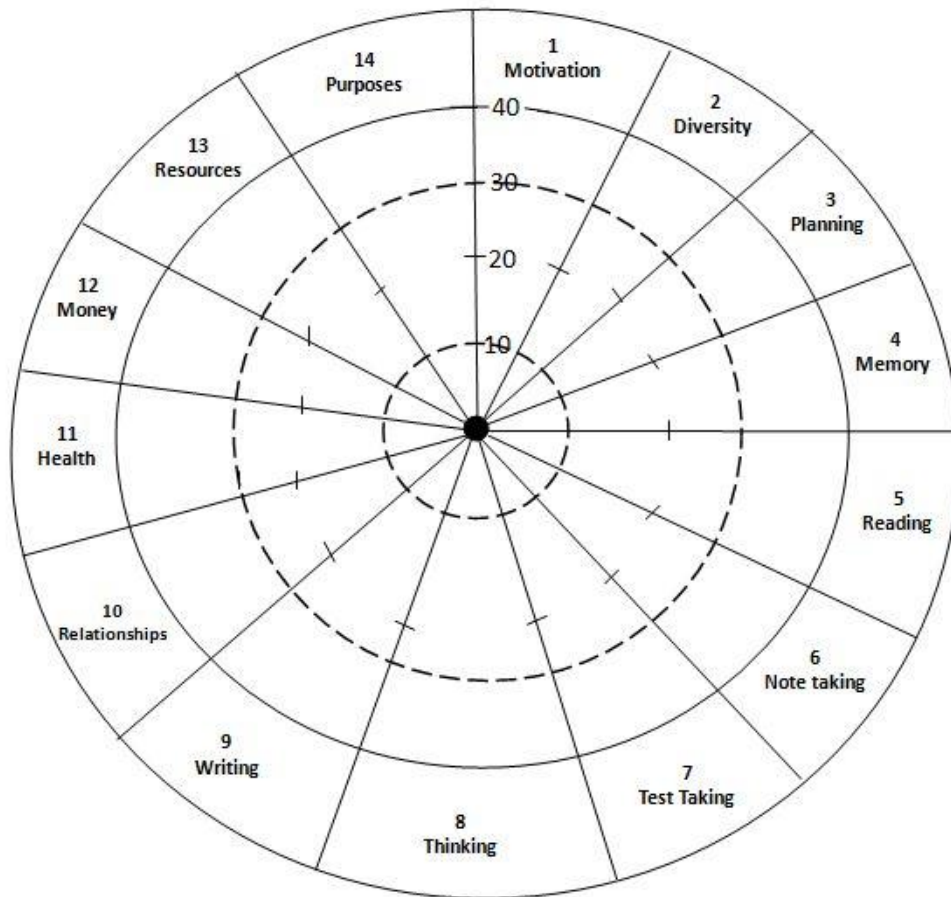 1
Motivation
2
Diversity
3
Planning
4
Memory
5
Reading
6
Note taking
7
Test Taking
8
Thinking
9
Writing
10
Relationships
11
Health
12
Money
13
Resources
14
Purposes
40
30
20
10